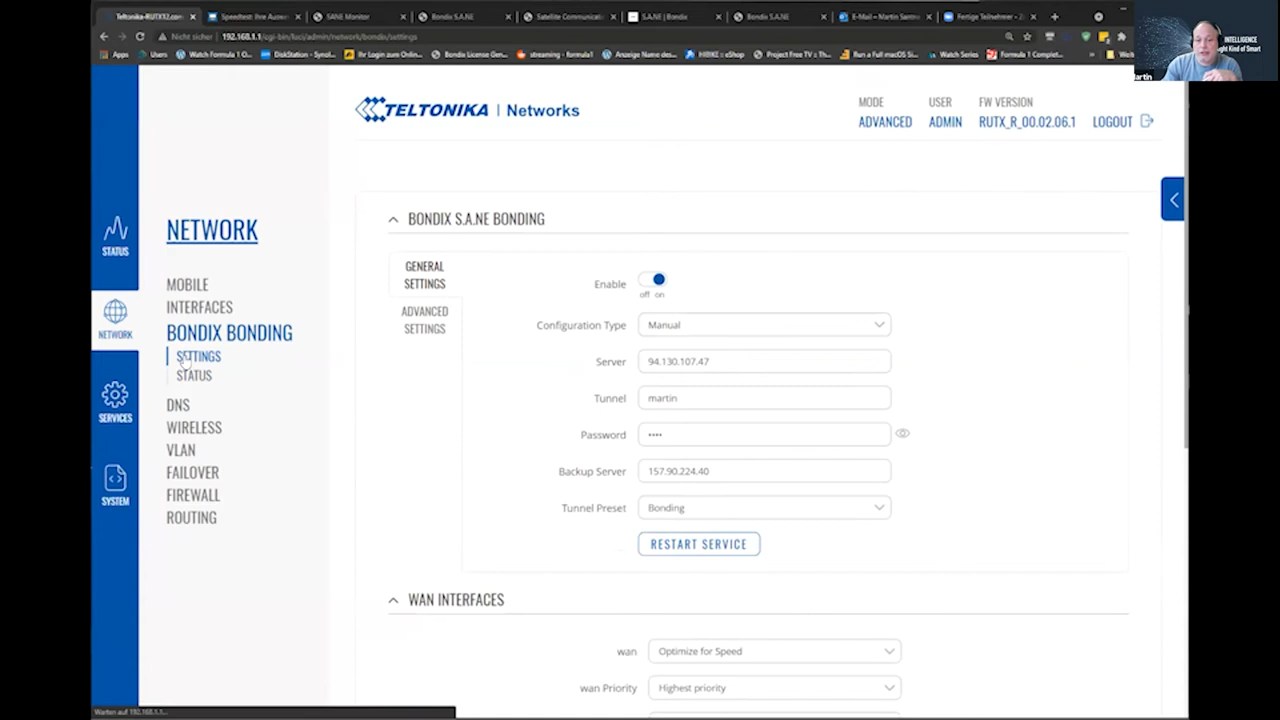 Teltonika-RUTX12.com
Speedtest: Ihre Auswe
SANE Monitor
Bondix S.A.NE
Satellite Communicatio
S.A.NE | Bondix
Bondix S.A.NE
E-Mail – Martin
Fertige Teilnehmer - Z
Nicht sicher | 192.168.1.1/cgi-bin/luci/admin/network/bondix/settings
Apps
Users
Watch Formula 1 O...
DiskStation - Synol...
Ihr Login zum Onlin...
Bondix License Gen...
streaming - formula1
Anzeige Name des...
eShop
Project Free TV :: Th...
Run a Full macOS Si...
Watch Series
Formula 1 Complet...
INTELLIGENCE
ught Kind of Smart
artin
TELTONIKA | Networks
MODE
ADVANCED
USER
ADMIN
FW VERSION
RUTX_R_00.02.06.1
LOGOUT
STATUS
NETWORK
SERVICES
SYSTEM
NETWORK
MOBILE
INTERFACES
BONDIX BONDING
SETTINGS
STATUS
DNS
WIRELESS
VLAN
FAILOVER
FIREWALL
ROUTING
BONDIX S.A.NE BONDING
GENERAL
SETTINGS
ADVANCED
SETTINGS
Enable
off on
Configuration Type Manual
Server 94.130.107.47
Tunnel martin
Password ••••
Backup Server 157.90.224.40
Tunnel Preset Bonding
RESTART SERVICE
WAN INTERFACES
wan Optimize for Speed
wan Priority Highest priority
Warten auf 192.168.1.1...